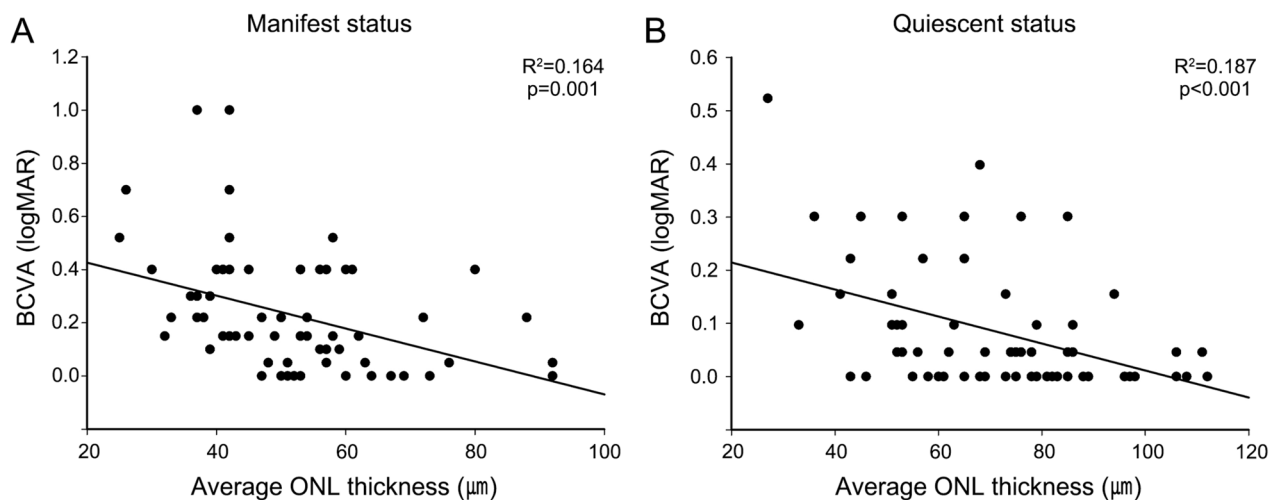 A
Manifest status
R²=0.164
p=0.001
BCVA (logMAR)
1.2
1.0
0.8
0.6
0.4
0.2
0.0
20
40
60
80
100
Average ONL thickness (㎛)
B
Quiescent status
R²=0.187
p<0.001
BCVA (logMAR)
0.6
0.5
0.4
0.3
0.2
0.1
0.0
20
40
60
80
100
120
Average ONL thickness (㎛)